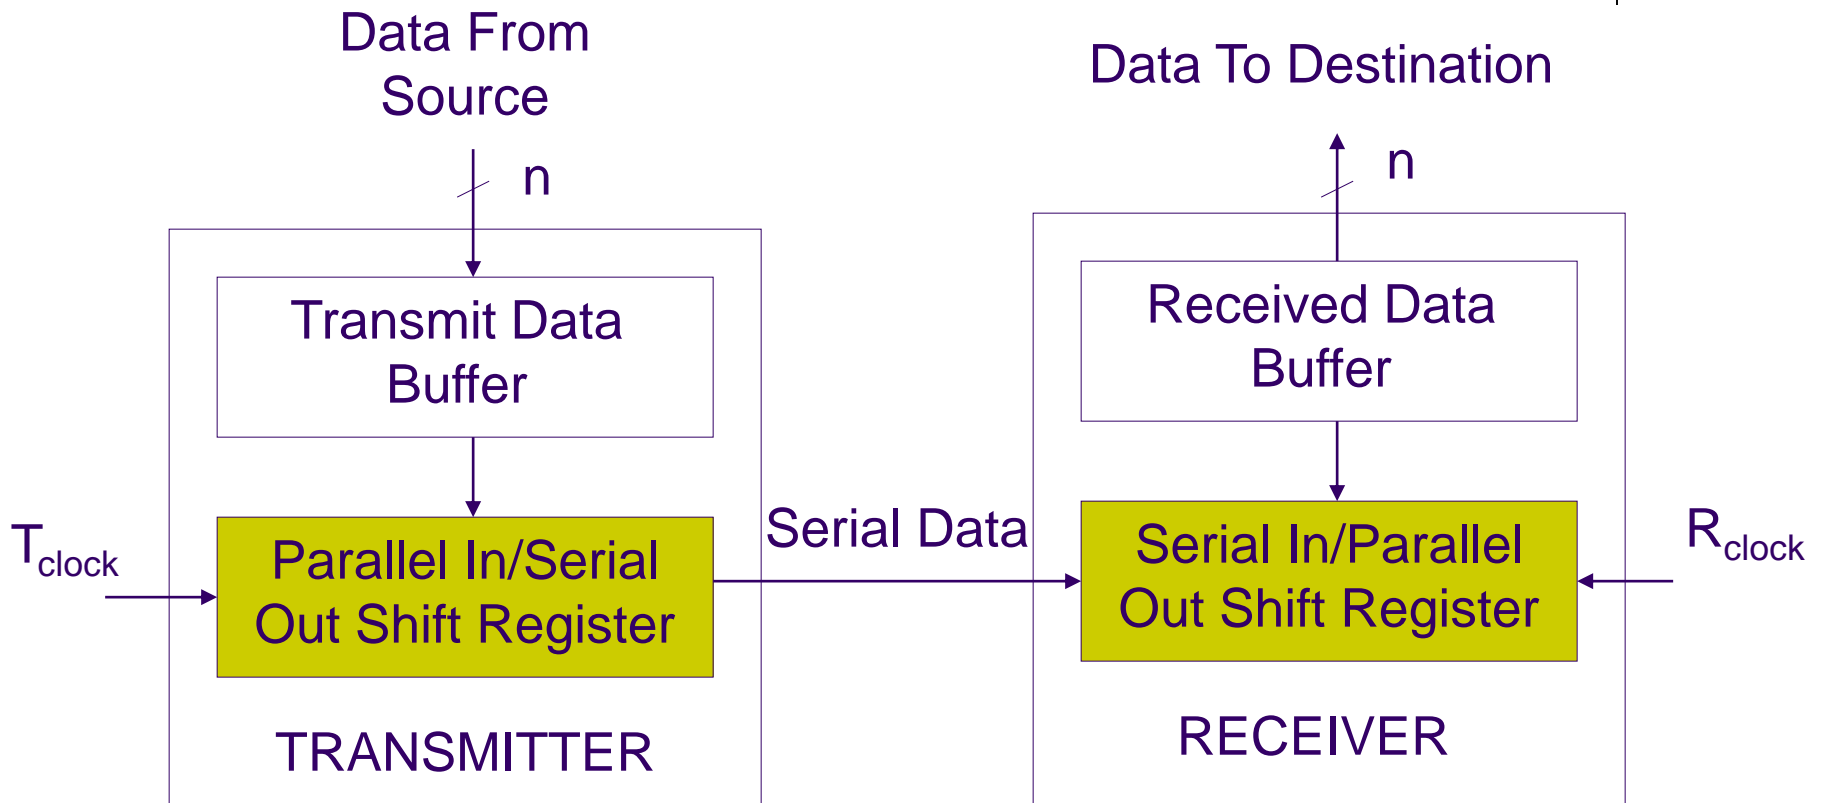 Data From
Source
n
Data To Destination
n
Transmit Data
Buffer
Received Data
Buffer
Tclock
Parallel In/Serial
Out Shift Register
Serial Data
Serial In/Parallel
Out Shift Register
Rclock
TRANSMITTER
RECEIVER